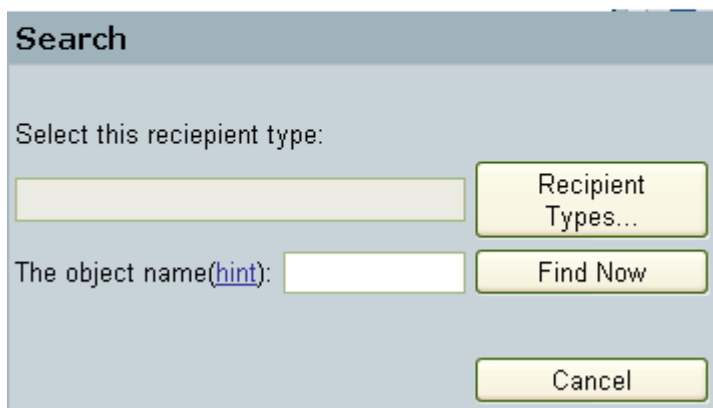 Search
Select this reciepient type:
Recipient
Types...
The object name(hint):
Find Now
Cancel